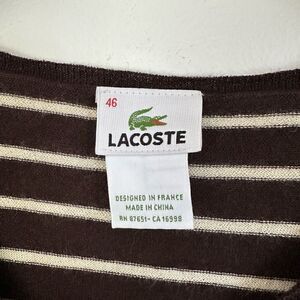 46
LACOSTE
DESIGNED IN FRANCE
MADE IN CHINA
RN 87651-CA 16998